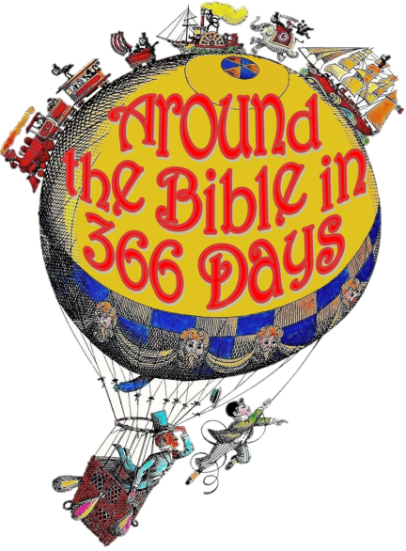 Around
the Bible in
366 Days